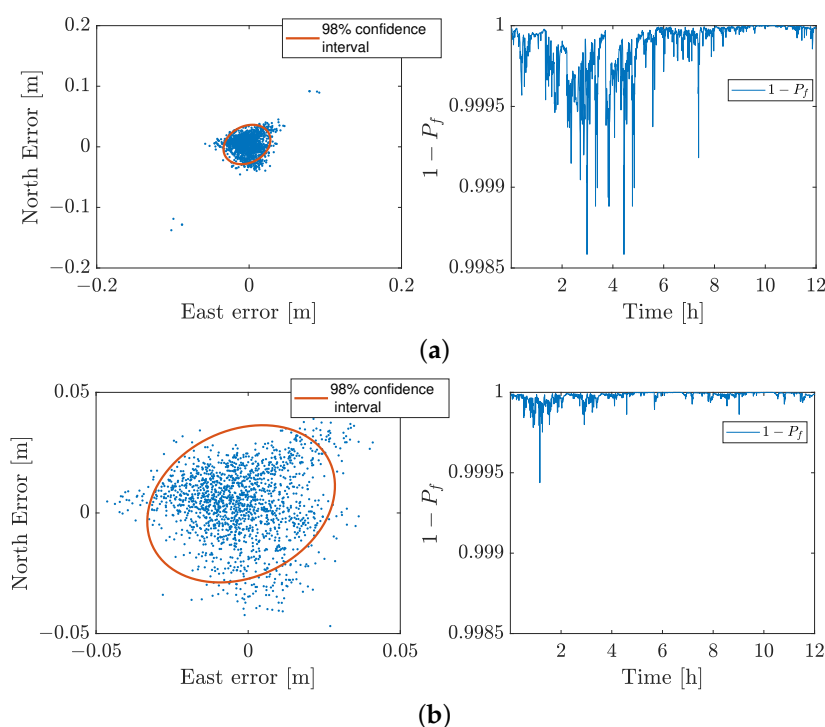 98% confidence
interval
North Error [m]
0.2
0.1
0
−0.1
−0.2
−0.2
0
0.2
East error [m]
1 − P_f
1
0.9995
0.999
0.9985
1 − P_f
2
4
6
8
10
12
Time [h]
(a)
98% confidence
interval
North Error [m]
0.05
0
−0.05
−0.05
0
0.05
East error [m]
1 − P_f
1
0.9995
0.999
0.9985
1 − P_f
2
4
6
8
10
12
Time [h]
(b)